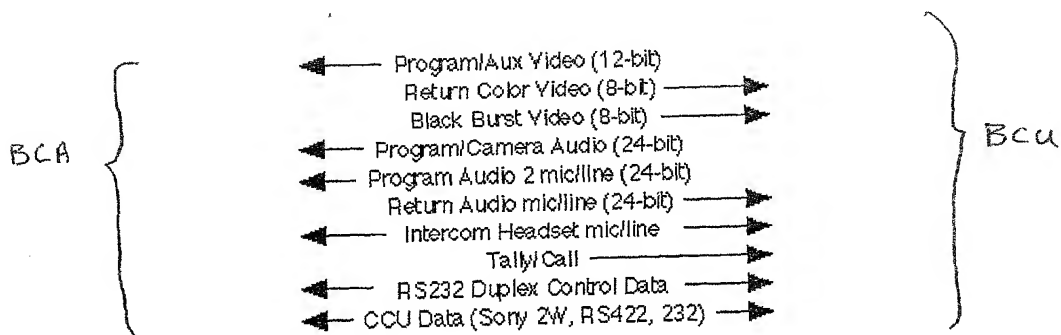 Program/Aux Video (12-bit)
Return Color Video (8-bit)
Black Burst Video (8-bit)
Program/Camera Audio (24-bit)
Program Audio 2 mic/line (24-bit)
Return Audio mic/line (24-bit)
Intercom Headset mic/line
Tally/Call
RS232 Duplex Control Data
CCU Data (Sony 2W, RS422, 232)
BCA
BCU